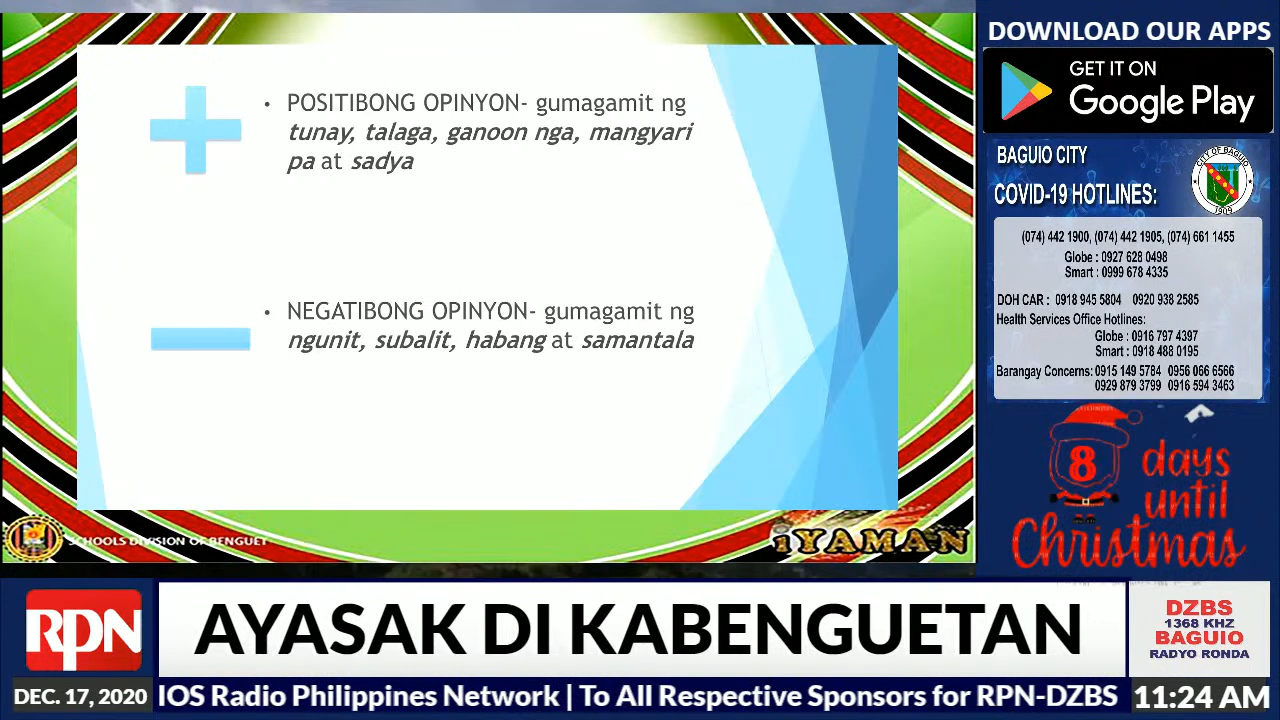 • POSITIBONG OPINYON- gumagamit ng
tunay, talaga, ganoon nga, mangyari
pa at sadya
• NEGATIBONG OPINYON- gumagamit ng
ngunit, subalit, habang at samantala
SCHOOLS DIVISION OF BENGUET
iYAMAN
DOWNLOAD OUR APPS
GET IT ON
Google Play
BAGUIO CITY
COVID-19 HOTLINES:
CITY OF BAGUIO
1909
(074) 442 1900, (074) 442 1905, (074) 661 1455
Globe : 0927 628 0498
Smart : 0999 678 4335
DOH CAR : 0918 945 5804 0920 938 2585
Health Services Office Hotlines:
Globe : 0916 797 4397
Smart : 0918 488 0195
Barangay Concerns: 0915 149 5784 0956 066 6566
0929 879 3799 0916 594 3463
8 days
until
Christmas
RPN
AYASAK DI KABENGUETAN
DZBS
1368 KHZ
BAGUIO
RADYO RONDA
DEC. 17, 2020
IOS Radio Philippines Network | To All Respective Sponsors for RPN-DZBS
11:24 AM